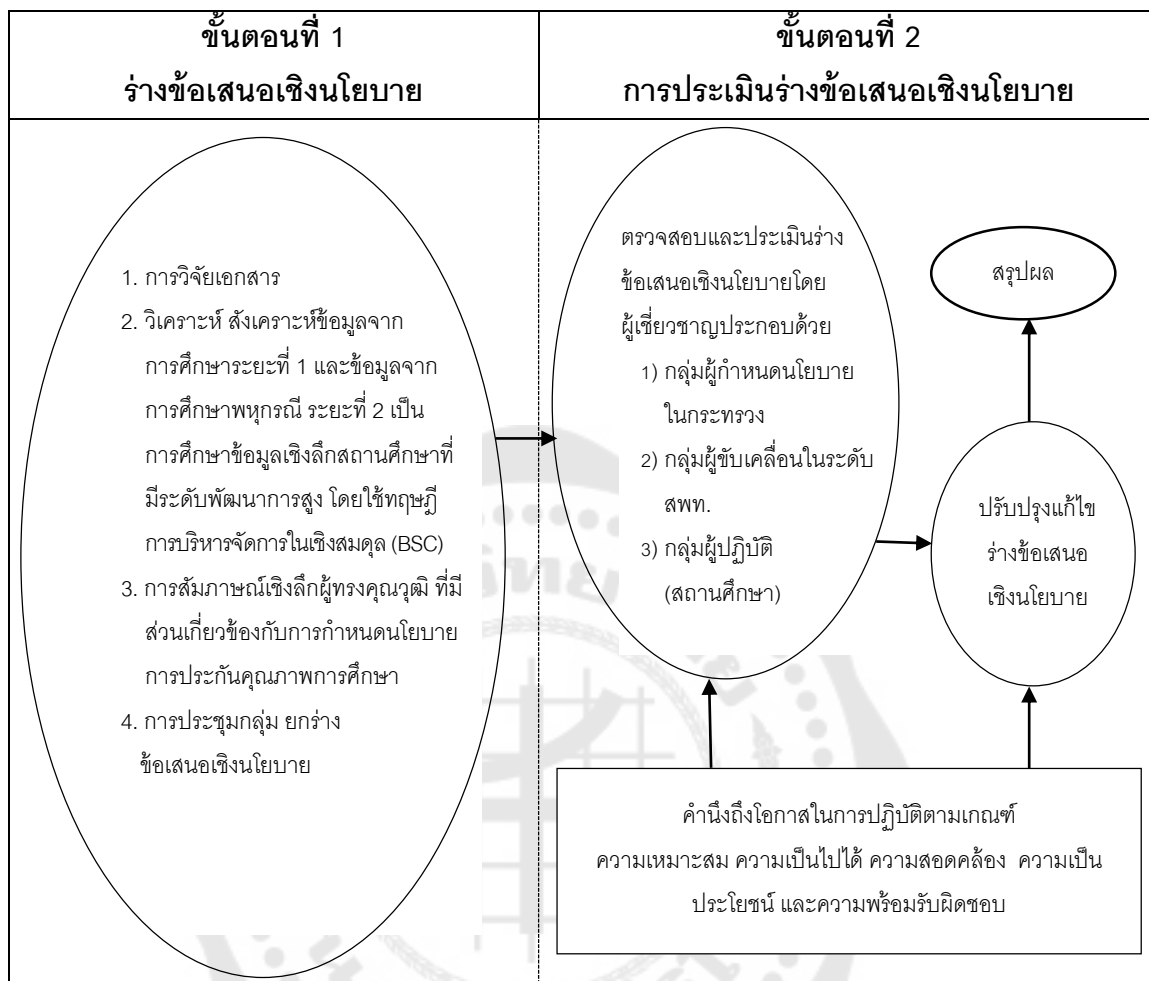 ขั้นตอนที่ 1
ร่างข้อเสนอเชิงนโยบาย
ขั้นตอนที่ 2
การประเมินร่างข้อเสนอเชิงนโยบาย
1. การวิจัยเอกสาร
2. วิเคราะห์ สังเคราะห์ข้อมูลจาก
การศึกษาระยะที่ 1 และข้อมูลจาก
การศึกษาพหุกรณี ระยะที่ 2 เป็น
การศึกษาข้อมูลเชิงลึกสถานศึกษาที่
มีระดับพัฒนาการสูง โดยใช้ทฤษฎี
การบริหารจัดการในเชิงสมดุล (BSC)
3. การสัมภาษณ์เชิงลึกผู้ทรงคุณวุฒิ ที่มี
ส่วนเกี่ยวข้องกับการกำหนดนโยบาย
การประกันคุณภาพการศึกษา
4. การประชุมกลุ่ม ยกร่าง
ข้อเสนอเชิงนโยบาย
ตรวจสอบและประเมินร่าง
ข้อเสนอเชิงนโยบายโดย
ผู้เชี่ยวชาญประกอบด้วย
1) กลุ่มผู้กำหนดนโยบาย
ในกระทรวง
2) กลุ่มผู้ขับเคลื่อนในระดับ
สพท.
3) กลุ่มผู้ปฏิบัติ
(สถานศึกษา)
สรุปผล
ปรับปรุงแก้ไข
ร่างข้อเสนอ
เชิงนโยบาย
คำนึงถึงโอกาสในการปฏิบัติตามเกณฑ์
ความเหมาะสม ความเป็นไปได้ ความสอดคล้อง ความเป็น
ประโยชน์ และความพร้อมรับผิดชอบ